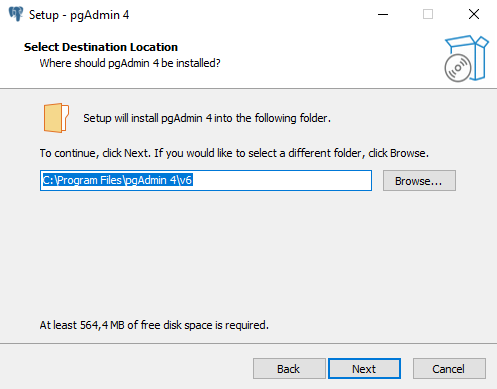 Setup - pgAdmin 4
Select Destination Location
Where should pgAdmin 4 be installed?
Setup will install pgAdmin 4 into the following folder.
To continue, click Next. If you would like to select a different folder, click Browse.
C:\Program Files\pgAdmin 4\v6
Browse...
At least 564,4 MB of free disk space is required.
Back
Next
Cancel